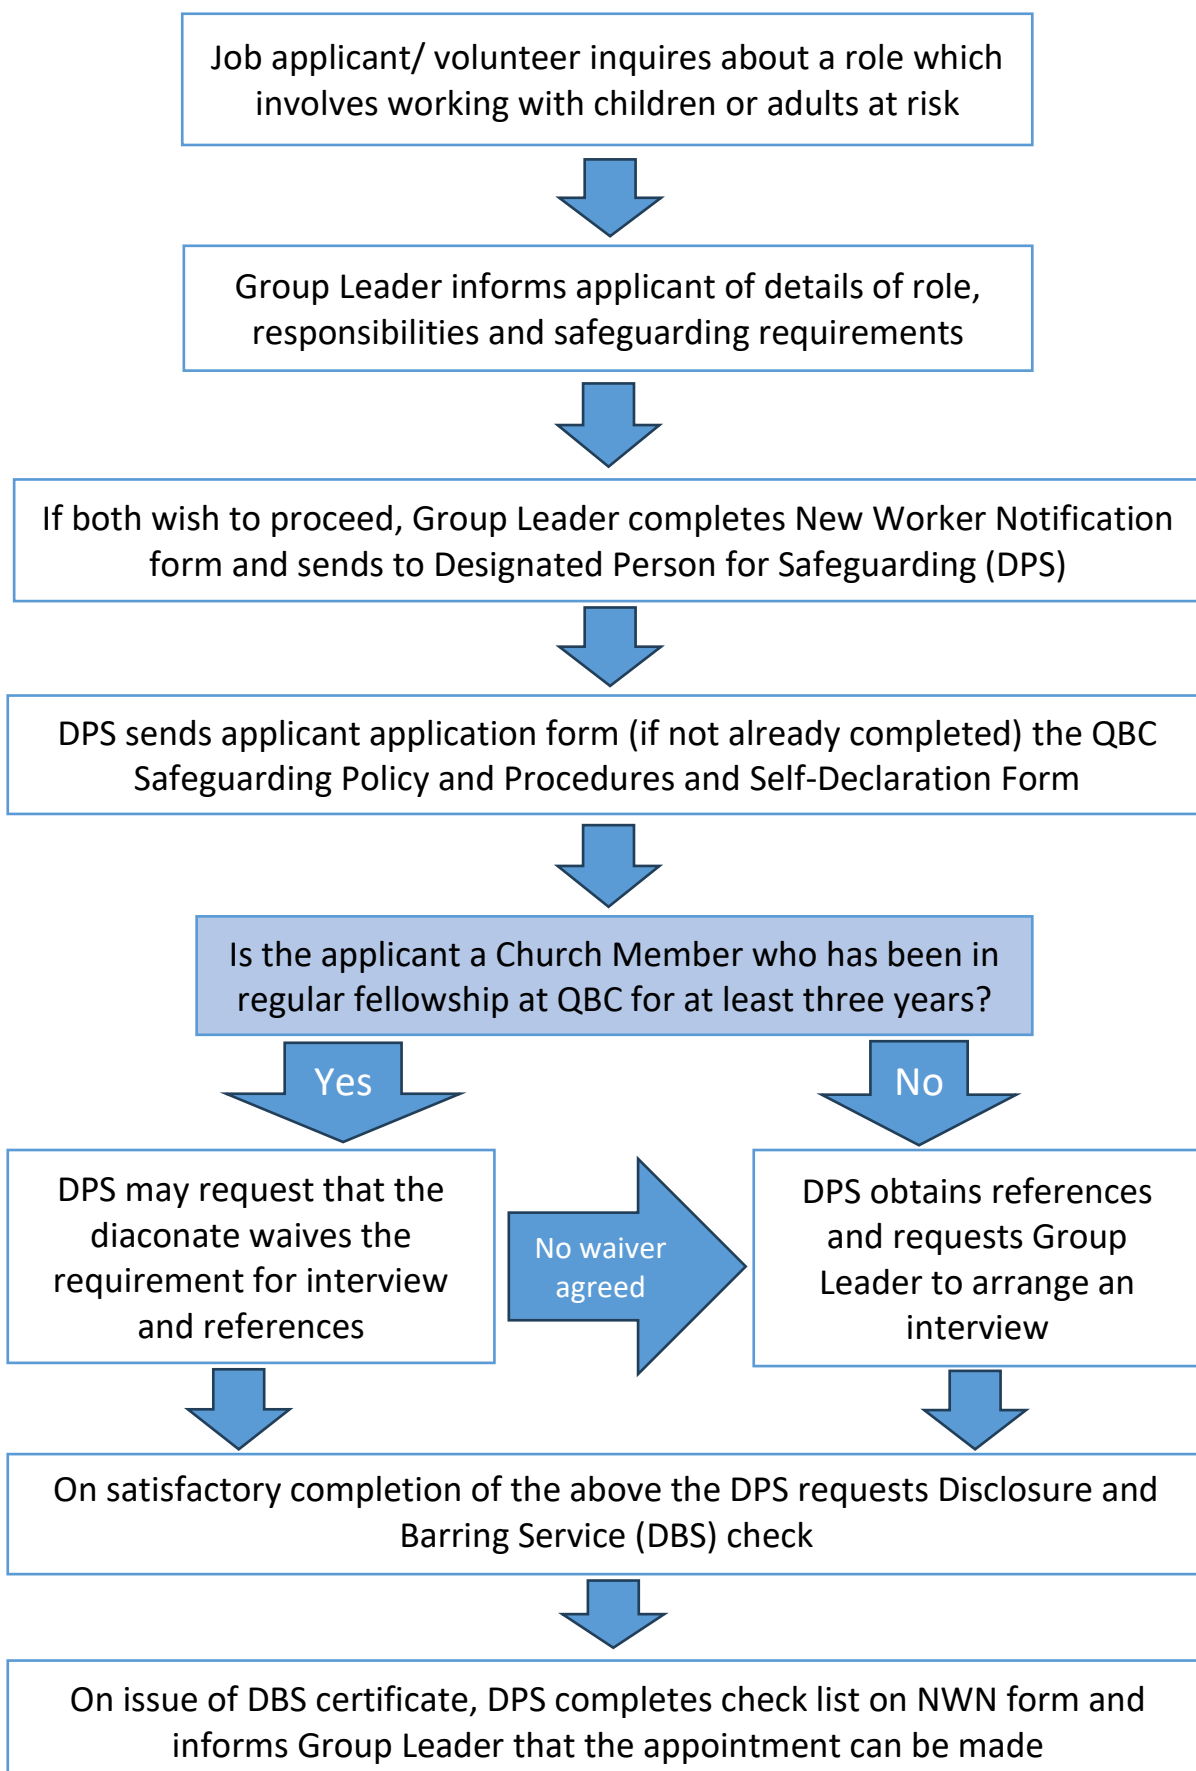 Job applicant/ volunteer inquires about a role which
involves working with children or adults at risk
Group Leader informs applicant of details of role,
responsibilities and safeguarding requirements
If both wish to proceed, Group Leader completes New Worker Notification
form and sends to Designated Person for Safeguarding (DPS)
DPS sends applicant application form (if not already completed) the QBC
Safeguarding Policy and Procedures and Self-Declaration Form
Is the applicant a Church Member who has been in
regular fellowship at QBC for at least three years?
Yes
No
DPS may request that the
diaconate waives the
requirement for interview
and references
No waiver
agreed
DPS obtains references
and requests Group
Leader to arrange an
interview
On satisfactory completion of the above the DPS requests Disclosure and
Barring Service (DBS) check
On issue of DBS certificate, DPS completes check list on NWN form and
informs Group Leader that the appointment can be made